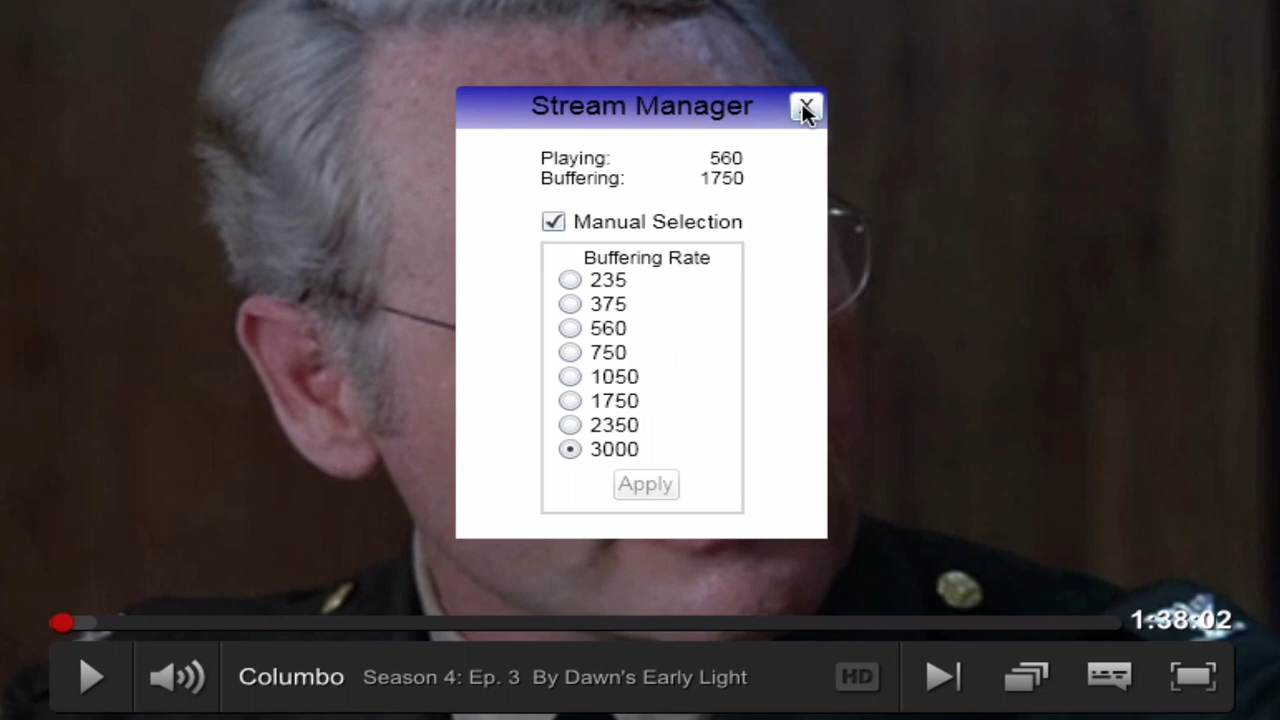 Stream Manager X
Playing: 560
Buffering: 1750
Manual Selection
Buffering Rate
235
375
560
750
1050
1750
2350
3000
Apply
1:38:02
Columbo Season 4: Ep. 3 By Dawn's Early Light HD